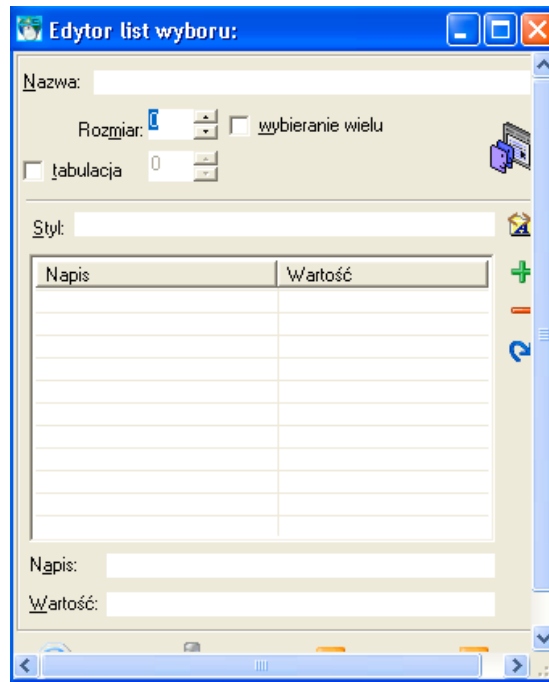 Edytor list wyboru:
Nazwa:
Rozmiar: 0 wybieranie wielu
tabulacja 0
Styl:
Napis Wartość
Napis:
Wartość: